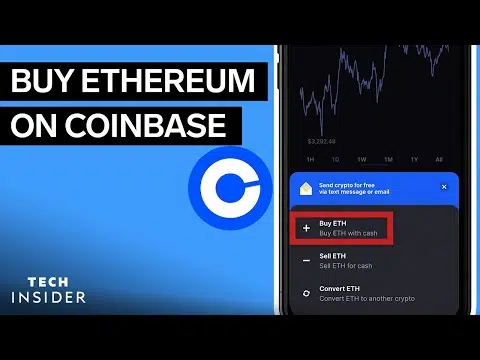 BUY ETHEREUM
ON COINBASE
TECH
INSIDER
$3,292.48
1H 1D 1W 1M 1Y All
Send crypto for free
via text message or email
Buy ETH
Buy ETH with cash
Sell ETH
Sell ETH for cash
Convert ETH
Convert ETH to another crypto